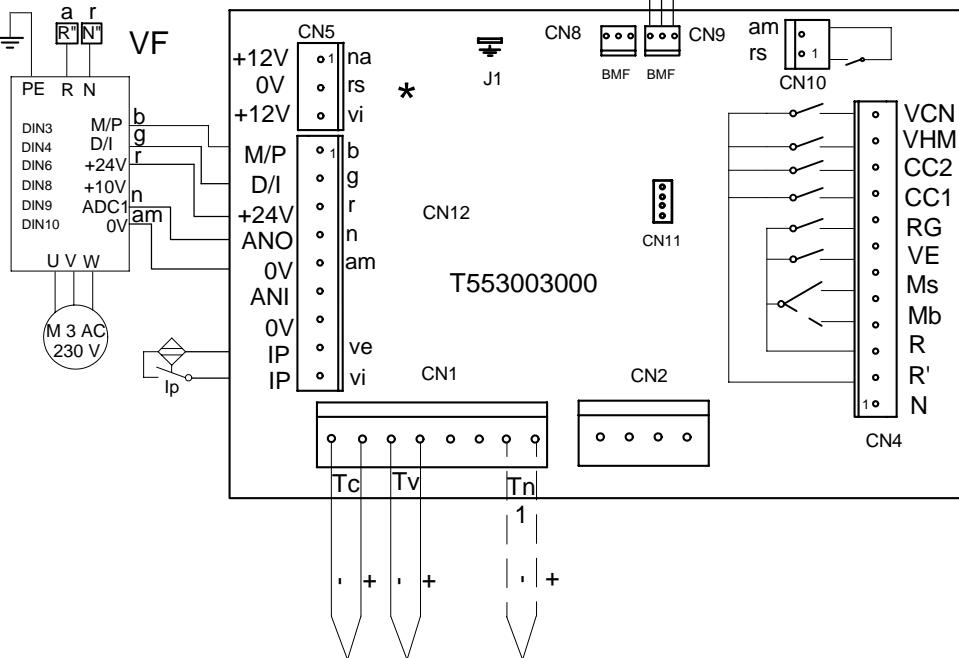 a r
R" N"
VF
PE R N
DIN3
DIN4
DIN6
DIN8
DIN9
DIN10
M/P b
D/I g
+24V r
+10V
ADC1 n
0V am
U V W
M 3 AC
230 V
Ip
CN5
+12V 1 na
0V rs
+12V vi
*
M/P 1 b
D/I g
+24V r
ANO n
0V am
ANI
0V
IP ve
IP vi
CN12
J1
CN8
BMF
CN9
BMF
am
rs 1
CN10
CN11
T553003000
VCN
VHM
CC2
CC1
RG
VE
Ms
Mb
R
R'
1 N
CN4
CN1
CN2
Tc Tv Tn
1
- + - + - +